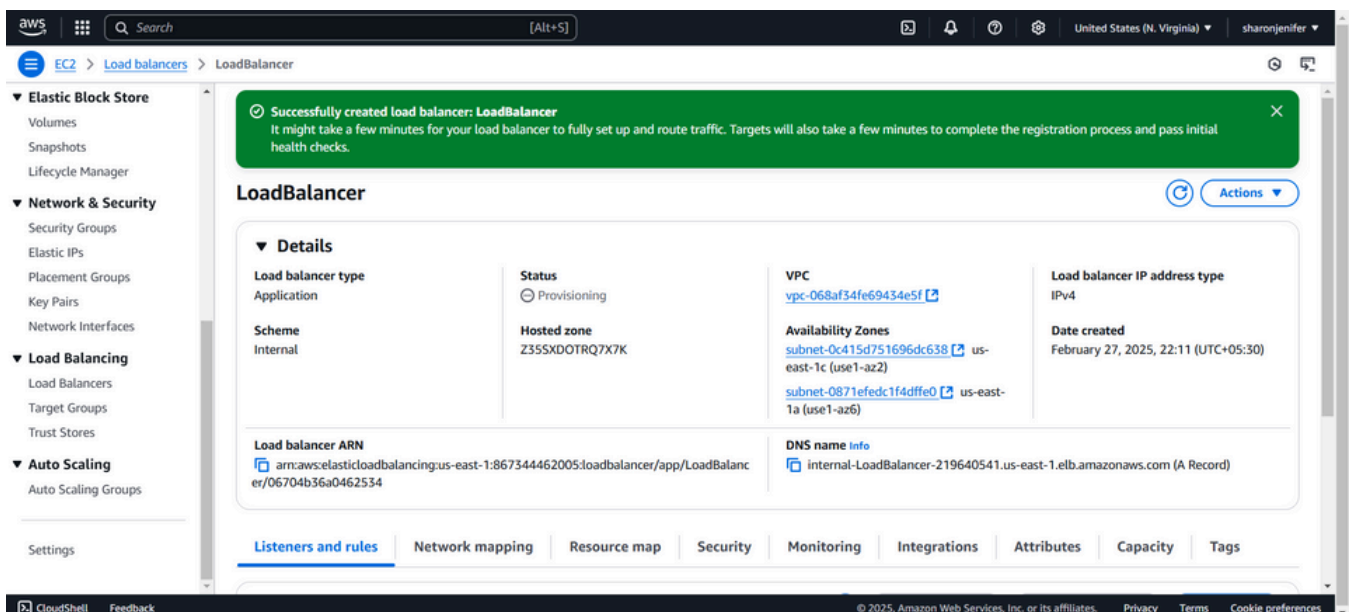 aws
Search
[Alt+S]
United States (N. Virginia)
sharonjenifer
EC2 > Load balancers > LoadBalancer
Elastic Block Store
Volumes
Snapshots
Lifecycle Manager
Network & Security
Security Groups
Elastic IPs
Placement Groups
Key Pairs
Network Interfaces
Load Balancing
Load Balancers
Target Groups
Trust Stores
Auto Scaling
Auto Scaling Groups
Settings
Successfully created load balancer: LoadBalancer
It might take a few minutes for your load balancer to fully set up and route traffic. Targets will also take a few minutes to complete the registration process and pass initial
health checks.
LoadBalancer
Actions
Details
Load balancer type
Application
Status
Provisioning
VPC
vpc-068af34fe69434e5f
Load balancer IP address type
IPv4
Scheme
Internal
Hosted zone
Z35SXDOTRQ7X7K
Availability Zones
subnet-0c415d751696dc638 us-
east-1c (use1-az2)
subnet-0871efedc1f4dffe0 us-east-
1a (use1-az6)
Date created
February 27, 2025, 22:11 (UTC+05:30)
Load balancer ARN
arn:aws:elasticloadbalancing:us-east-1:867344462005:loadbalancer/app/LoadBalanc
er/06704b36a0462534
DNS name Info
internal-LoadBalancer-219640541.us-east-1.elb.amazonaws.com (A Record)
Listeners and rules
Network mapping
Resource map
Security
Monitoring
Integrations
Attributes
Capacity
Tags
CloudShell
Feedback
© 2025, Amazon Web Services, Inc. or its affiliates.
Privacy
Terms
Cookie preferences